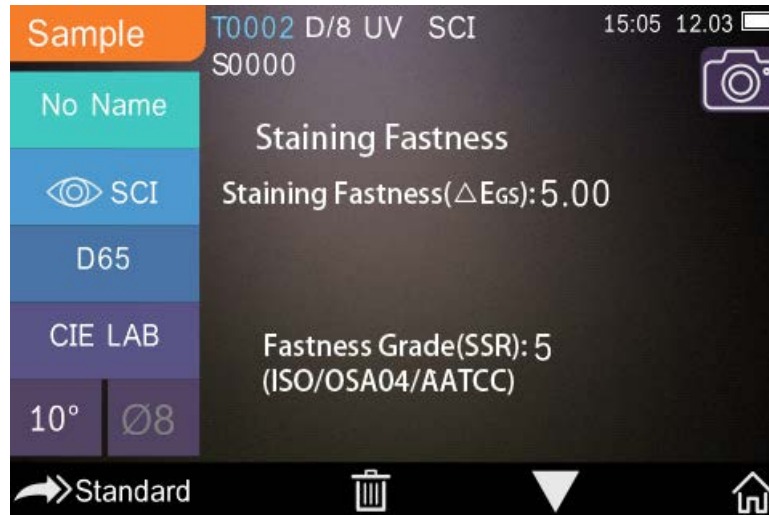 Sample
T0002 D/8 UV SCI
15:05 12.03
S0000
No Name
Staining Fastness
SCI
Staining Fastness(△EGS):5.00
D65
CIE LAB
Fastness Grade(SSR): 5
(ISO/OSA04/AATCC)
10° Ø8
Standard